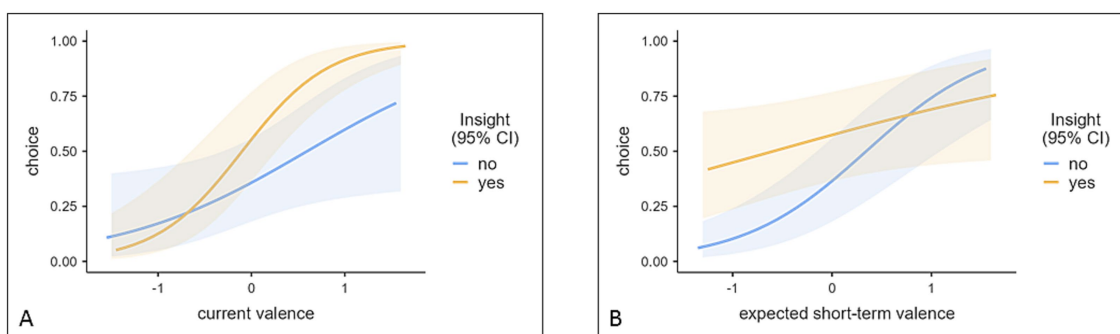 1.00
0.75
0.50
0.25
0.00
choice
-1
0
1
current valence
Insight
(95% CI)
no
yes
A
1.00
0.75
0.50
0.25
0.00
choice
-1
0
1
expected short-term valence
Insight
(95% CI)
no
yes
B